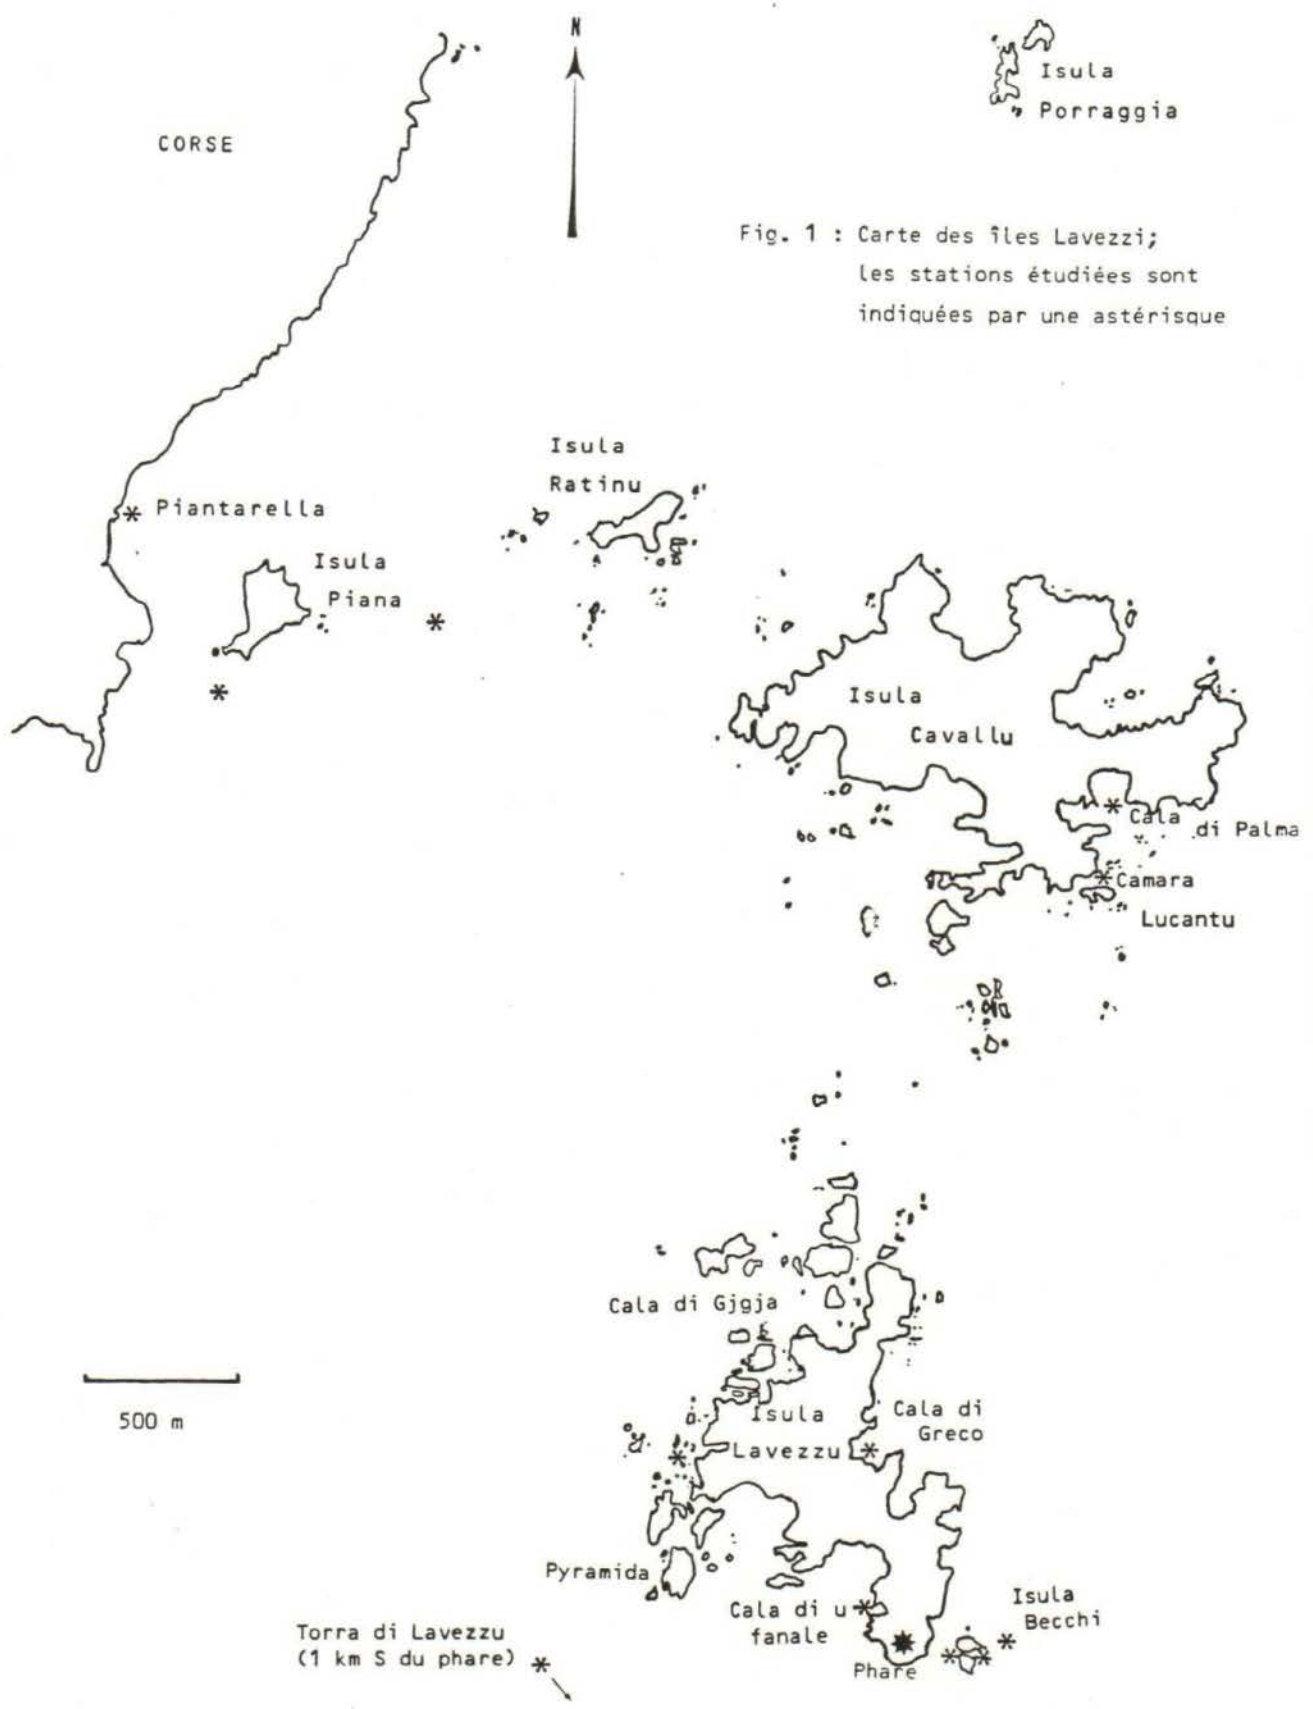 N
Isula
Porraggia
CORSE
Fig. 1 : Carte des îles Lavezzi;
les stations étudiées sont
indiquées par une astérisque
Isula
Ratinu
* Piantarella
Isula
Piana
*
*
Isula
Cavallu
* Cala di Palma
* Camara
Lucantu
Cala di Gjgja
500 m
Isula
Lavezzu
Cala di
Greco
*
*
Pyramida
Cala di u *
fanale
Isula
Becchi
*
* *
Phare
Torra di Lavezzu
(1 km S du phare) *